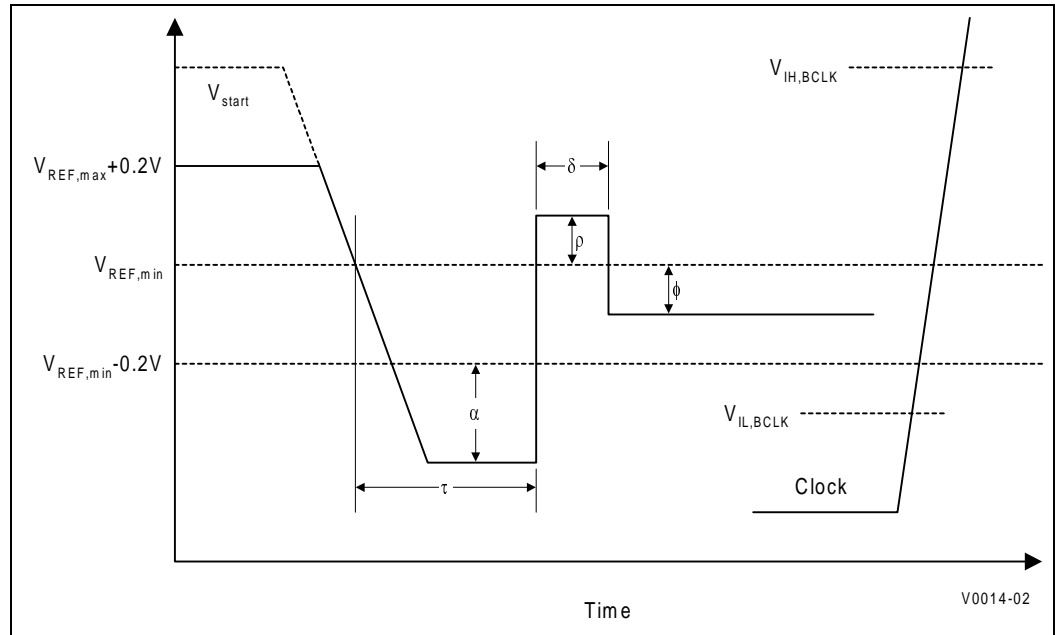 V_IH,BCLK
V_start
V_REF,max+0.2V
δ
ρ
V_REF,min
ϕ
V_REF,min-0.2V
α
V_IL,BCLK
τ
Clock
Time
V0014-02